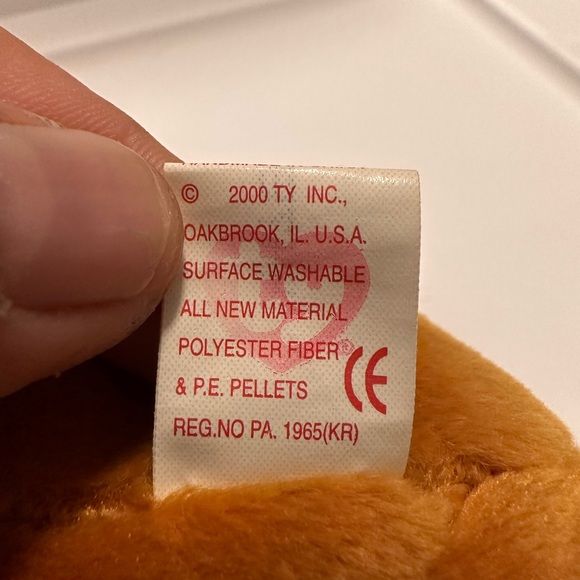 © 2000 TY INC.,
OAKBROOK, IL. U.S.A.
SURFACE WASHABLE
ALL NEW MATERIAL
POLYESTER FIBER ®
& P.E. PELLETS CE
REG.NO PA. 1965(KR)